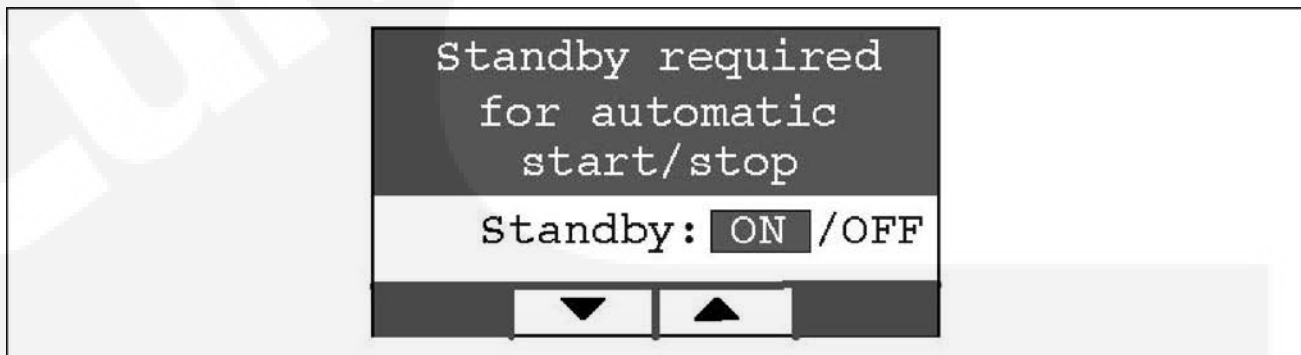 Standby required
for automatic
start/stop
Standby: ON /OFF